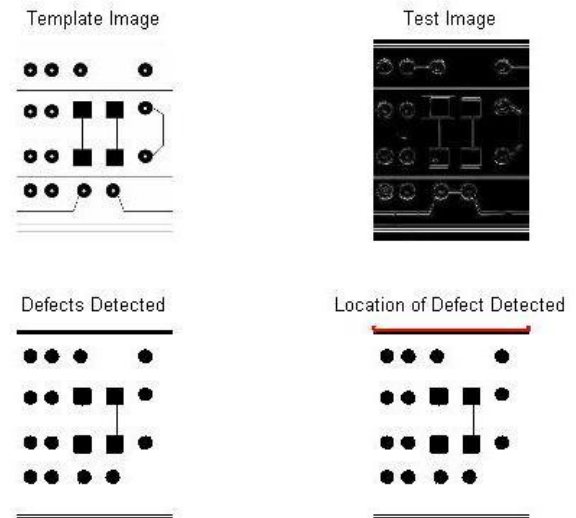 Template Image
Test Image
Defects Detected
Location of Defect Detected